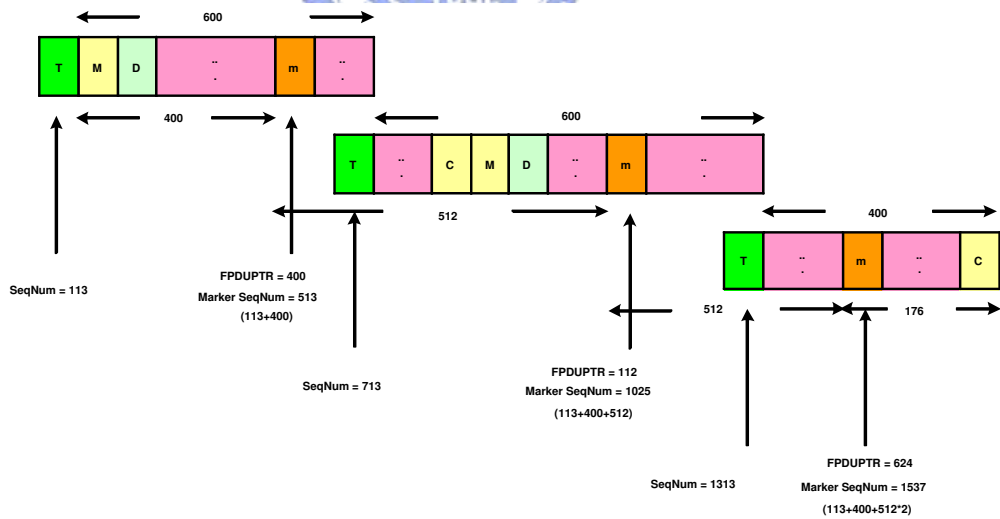 600
T M D .. . m .. .
400
600
T .. . C M D .. . m .. .
512
400
T .. . m .. . C
512 176
SeqNum = 113
FPDUPTR = 400
Marker SeqNum = 513
(113+400)
SeqNum = 713
FPDUPTR = 112
Marker SeqNum = 1025
(113+400+512)
SeqNum = 1313
FPDUPTR = 624
Marker SeqNum = 1537
(113+400+512*2)